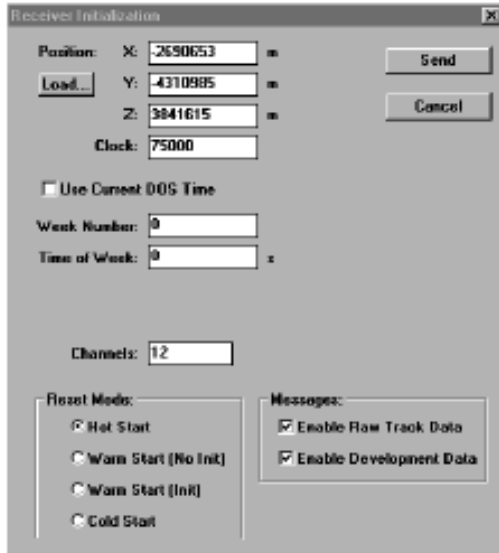 Receiver Initialization
Position: X: -2690653 m
Send
Load... Y: -4310985 m
Z: 3841615 m
Cancel
Clock: 75000
Use Current DOS Time
Week Number: 0
Time of Week: 0 s
Channels: 12
Reset Mode:
Hot Start
Warm Start (No Init)
Warm Start (Init)
Cold Start
Messages:
Enable Raw Track Data
Enable Development Data